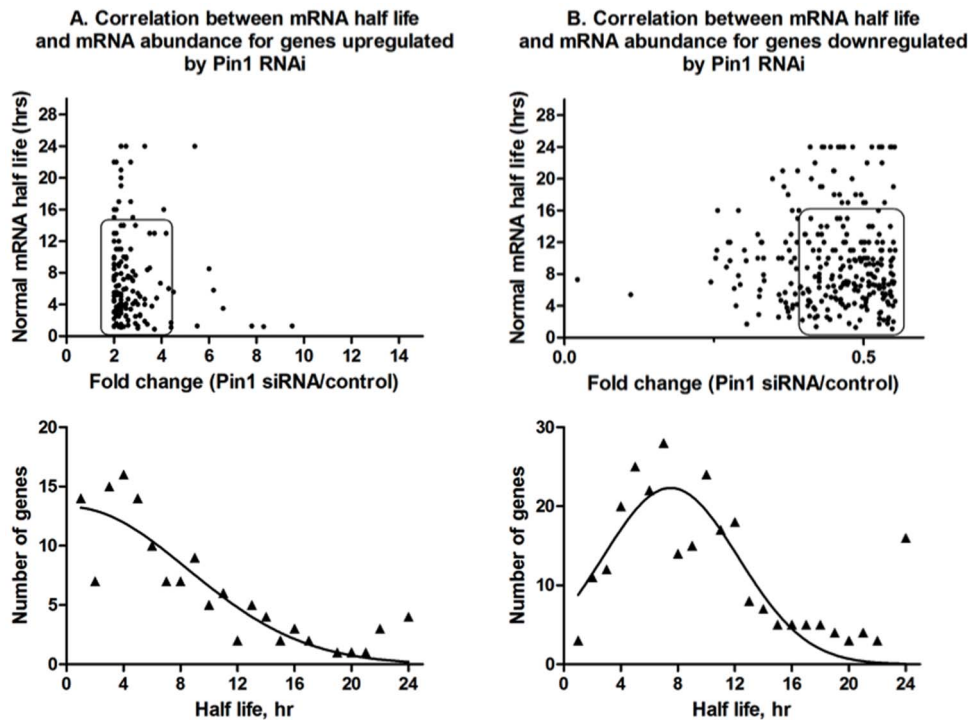 A. Correlation between mRNA half life
and mRNA abundance for genes upregulated
by Pin1 RNAi
Normal mRNA half life (hrs)
28
24
20
16
12
8
4
0
0 2 4 6 8 10 12 14
Fold change (Pin1 siRNA/control)
B. Correlation between mRNA half life
and mRNA abundance for genes downregulated
by Pin1 RNAi
Normal mRNA half life (hrs)
28
24
20
16
12
8
4
0
0.0 0.5
Fold change (Pin1 siRNA/control)
Number of genes
20
15
10
5
0
0 4 8 12 16 20 24
Half life, hr
Number of genes
30
20
10
0
0 4 8 12 16 20 24
Half life, hr